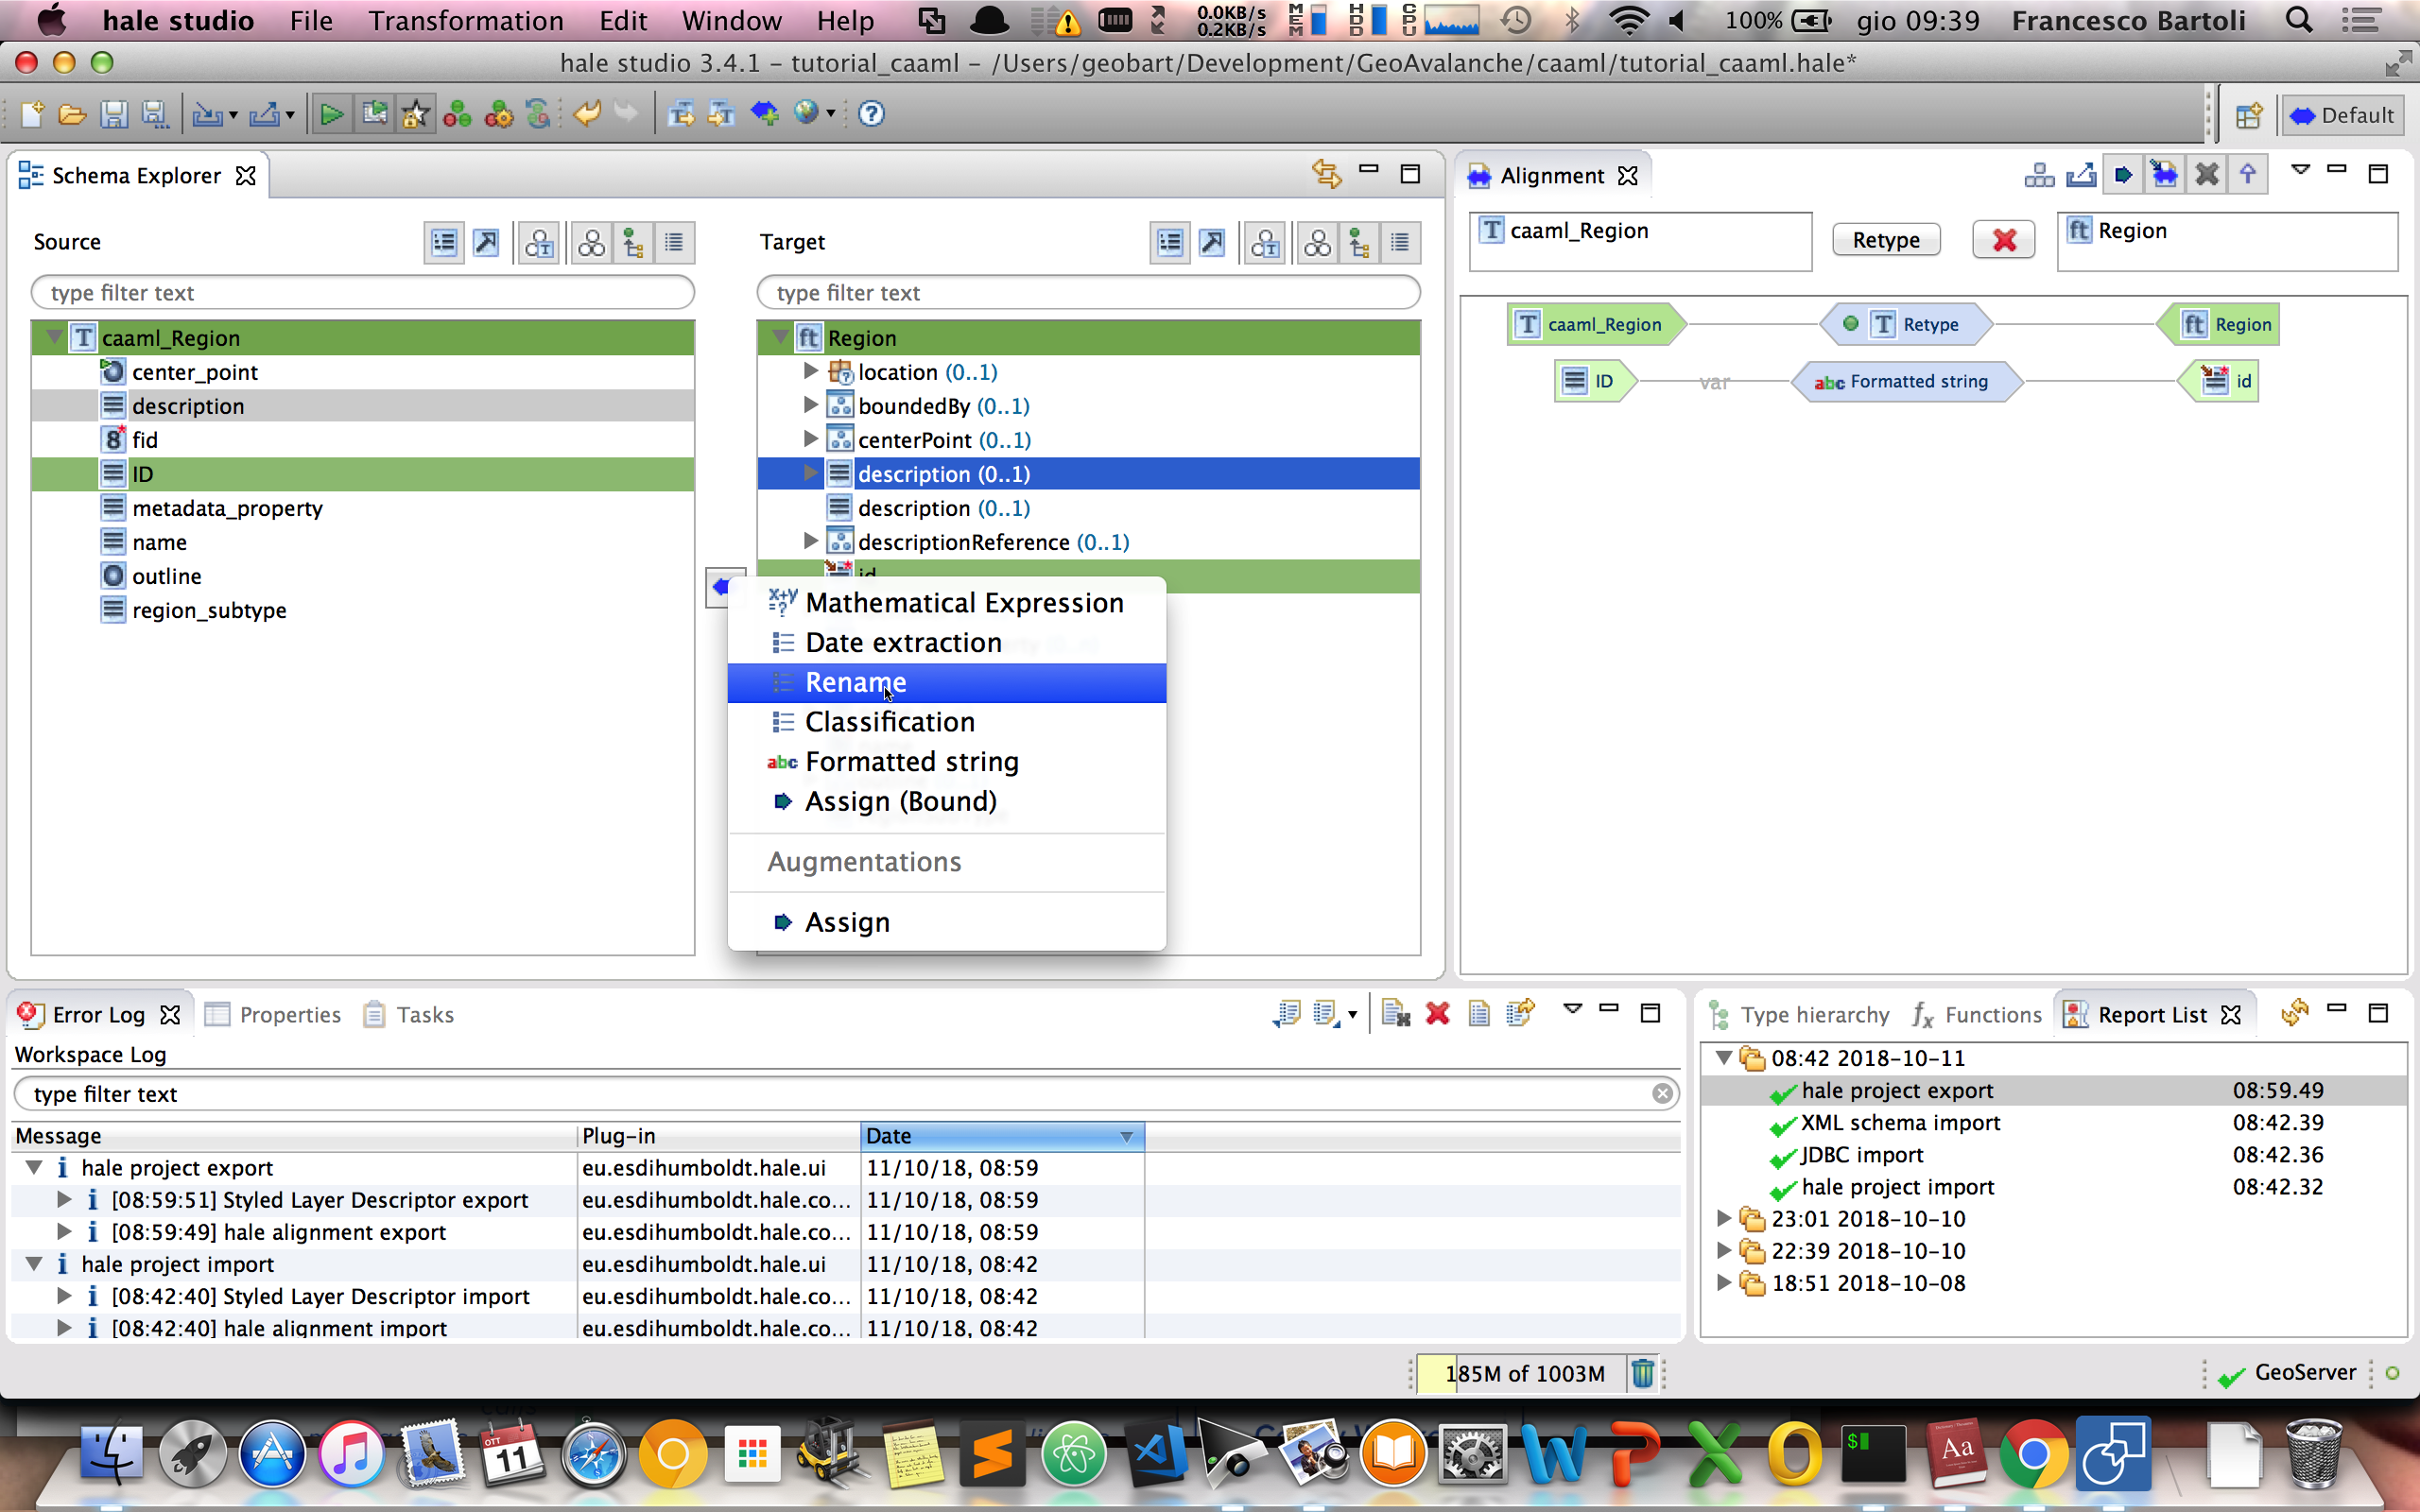 hale studio File Transformation Edit Window Help 0.0KB/s 0.2KB/s MEM HDD CPU 100% gio 09:39 Francesco Bartoli
hale studio 3.4.1 – tutorial_caaml – /Users/geobart/Development/GeoAvalanche/caaml/tutorial_caaml.hale*
Default
Schema Explorer
Source
type filter text
caaml_Region
center_point
description
fid
ID
metadata_property
name
outline
region_subtype
Target
type filter text
Region
location (0..1)
boundedBy (0..1)
centerPoint (0..1)
description (0..1)
description (0..1)
descriptionReference (0..1)
id
Mathematical Expression
Date extraction
Rename
Classification
abc Formatted string
Assign (Bound)
Augmentations
Assign
Alignment
T caaml_Region Retype ft Region
T caaml_Region T Retype ft Region
ID var abc Formatted string id
Error Log Properties Tasks
Workspace Log
type filter text
Message Plug-in Date
hale project export eu.esdihumboldt.hale.ui 11/10/18, 08:59
[08:59:51] Styled Layer Descriptor export eu.esdihumboldt.hale.co... 11/10/18, 08:59
[08:59:49] hale alignment export eu.esdihumboldt.hale.co... 11/10/18, 08:59
hale project import eu.esdihumboldt.hale.ui 11/10/18, 08:42
[08:42:40] Styled Layer Descriptor import eu.esdihumboldt.hale.co... 11/10/18, 08:42
[08:42:40] hale alignment import eu.esdihumboldt.hale.co... 11/10/18, 08:42
Type hierarchy Functions Report List
08:42 2018-10-11
hale project export 08:59.49
XML schema import 08:42.39
JDBC import 08:42.36
hale project import 08:42.32
23:01 2018-10-10
22:39 2018-10-10
18:51 2018-10-08
185M of 1003M
GeoServer
OTT
11
Aa